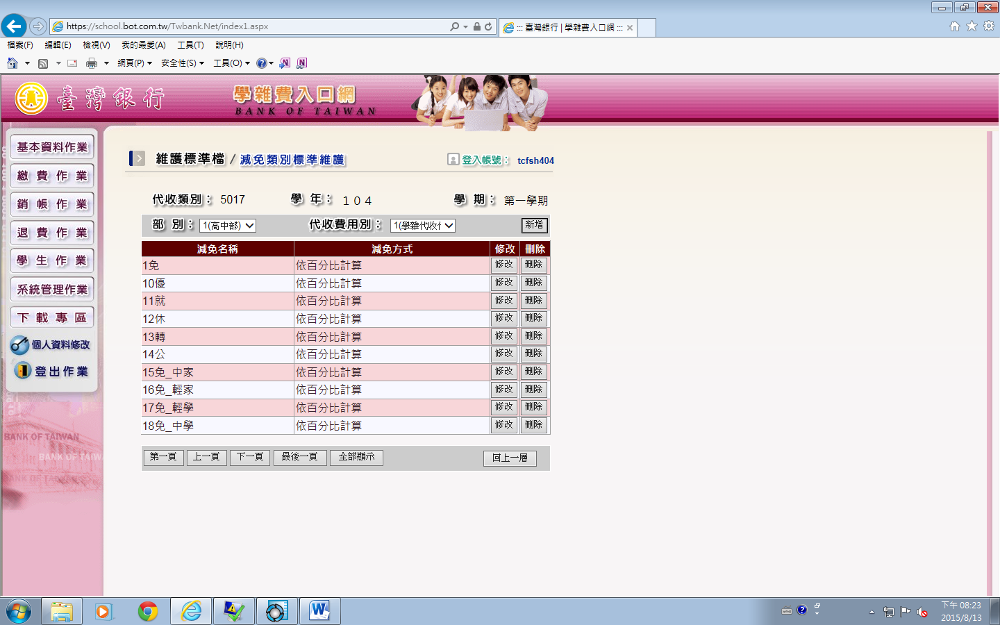 https://school.bot.com.tw/Twbank.Net/index1.aspx
::: 臺灣銀行 | 學雜費入口網 :::
檔案(F) 編輯(E) 檢視(V) 我的最愛(A) 工具(T) 說明(H)
網頁(P) 安全性(S) 工具(O)
臺灣銀行 學雜費入口網
BANK OF TAIWAN
基本資料作業
繳費作業
銷帳作業
退費作業
學生作業
系統管理作業
下載專區
個人資料修改
登出作業
BANK OF TAIWAN
BANK OF TAIW
BANK OF TAIWAN
維護標準檔 / 減免類別標準維護 登入帳號： tcfsh404
代收類別： 5017 學 年： １０４ 學 期： 第一學期
部 別： 1(高中部) 代收費用別： 1(學雜代收代 新增
減免名稱 減免方式 修改 刪除
1免 依百分比計算 修改 刪除
10優 依百分比計算 修改 刪除
11就 依百分比計算 修改 刪除
12休 依百分比計算 修改 刪除
13轉 依百分比計算 修改 刪除
14公 依百分比計算 修改 刪除
15免_中家 依百分比計算 修改 刪除
16免_輕家 依百分比計算 修改 刪除
17免_輕學 依百分比計算 修改 刪除
18免_中學 依百分比計算 修改 刪除
第一頁 上一頁 下一頁 最後一頁 全部顯示 回上一層
下午 08:23
2015/8/13